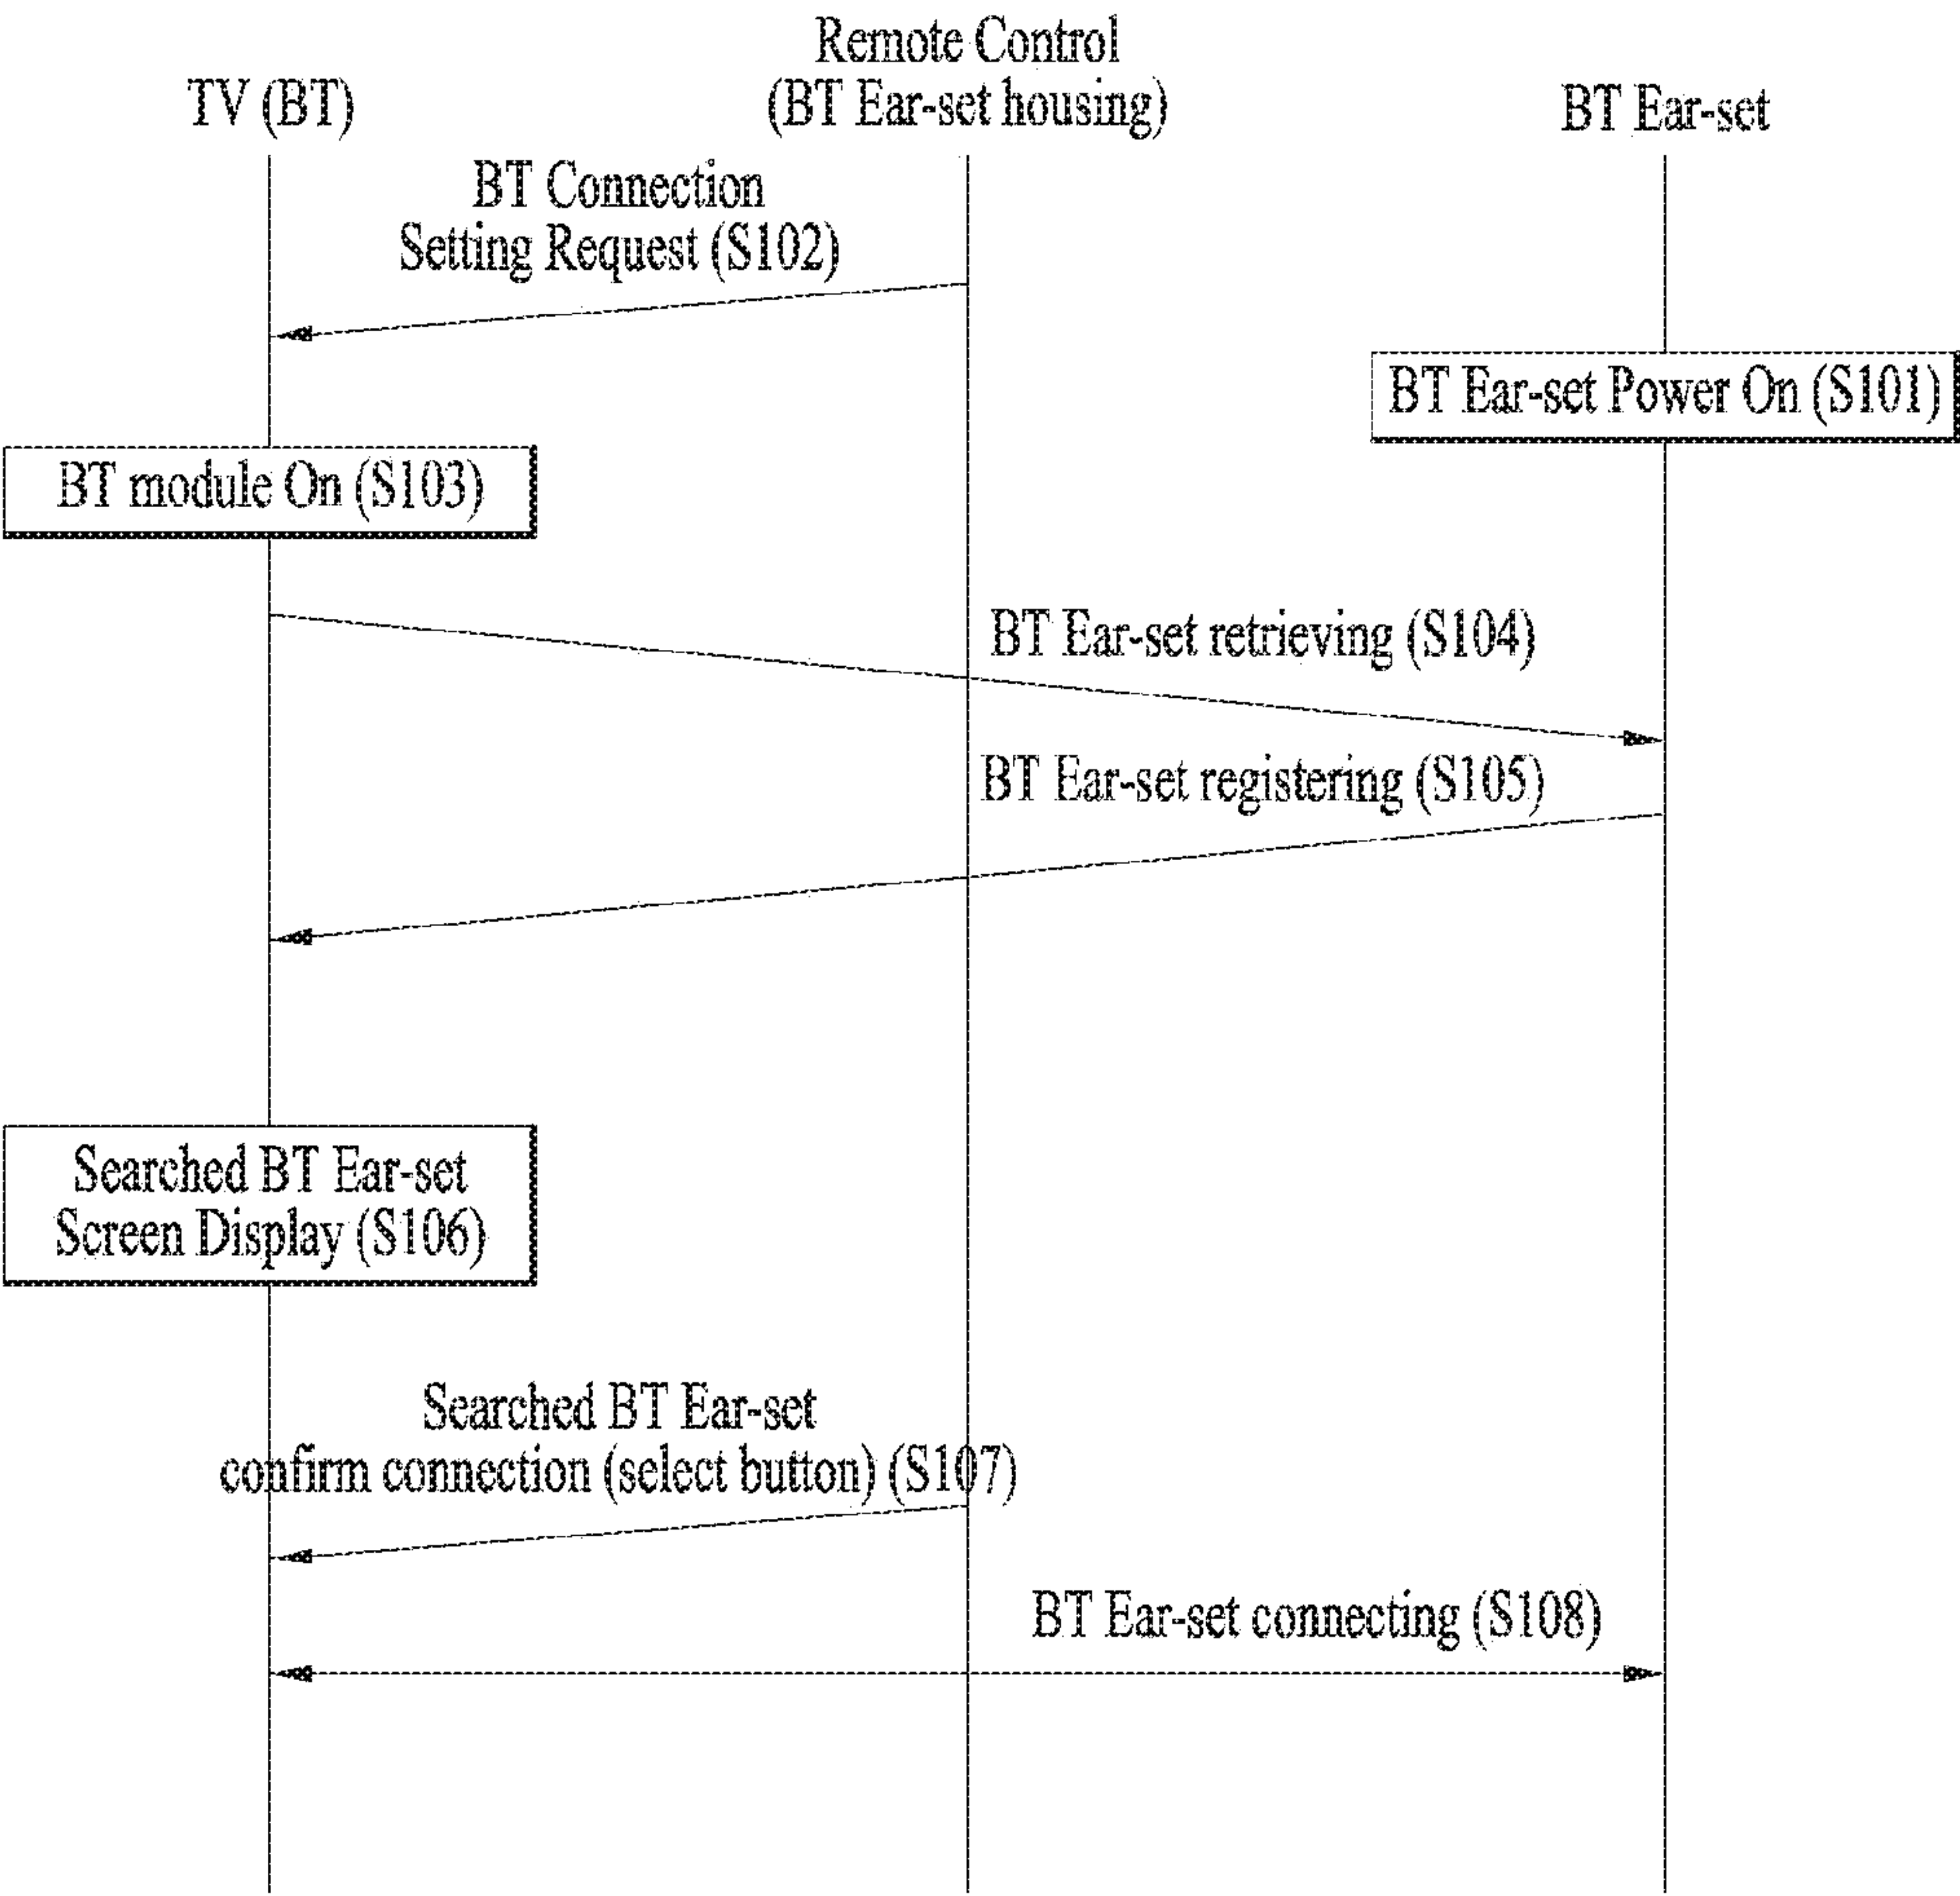 Remote Control
TV (BT)
(BT Ear-set housing)
BT Ear-set
BT Connection
Setting Request (S102)
BT Ear-set Power On (S101)
BT module On (S103)
BT Ear-set retrieving (S104)
BT Ear-set registering (S105)
Searched BT Ear-set
Screen Display (S106)
Searched BT Ear-set
confirm connection (select button) (S107)
BT Ear-set connecting (S108)